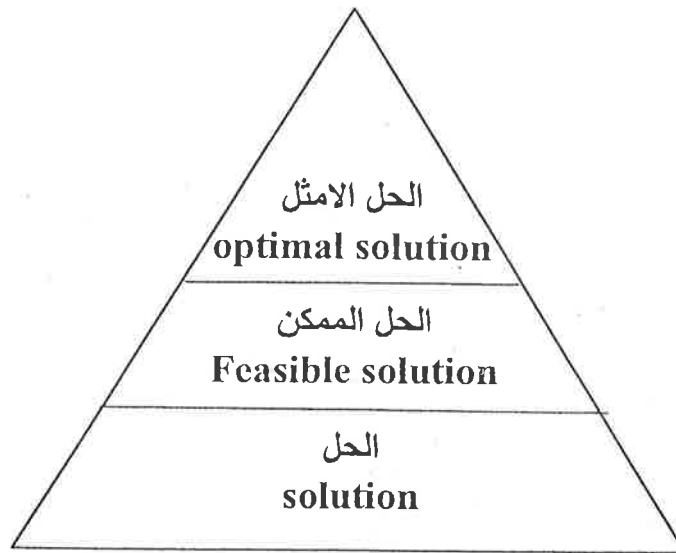 الحل الامثل
optimal solution
الحل الممكن
Feasible solution
الحل
solution